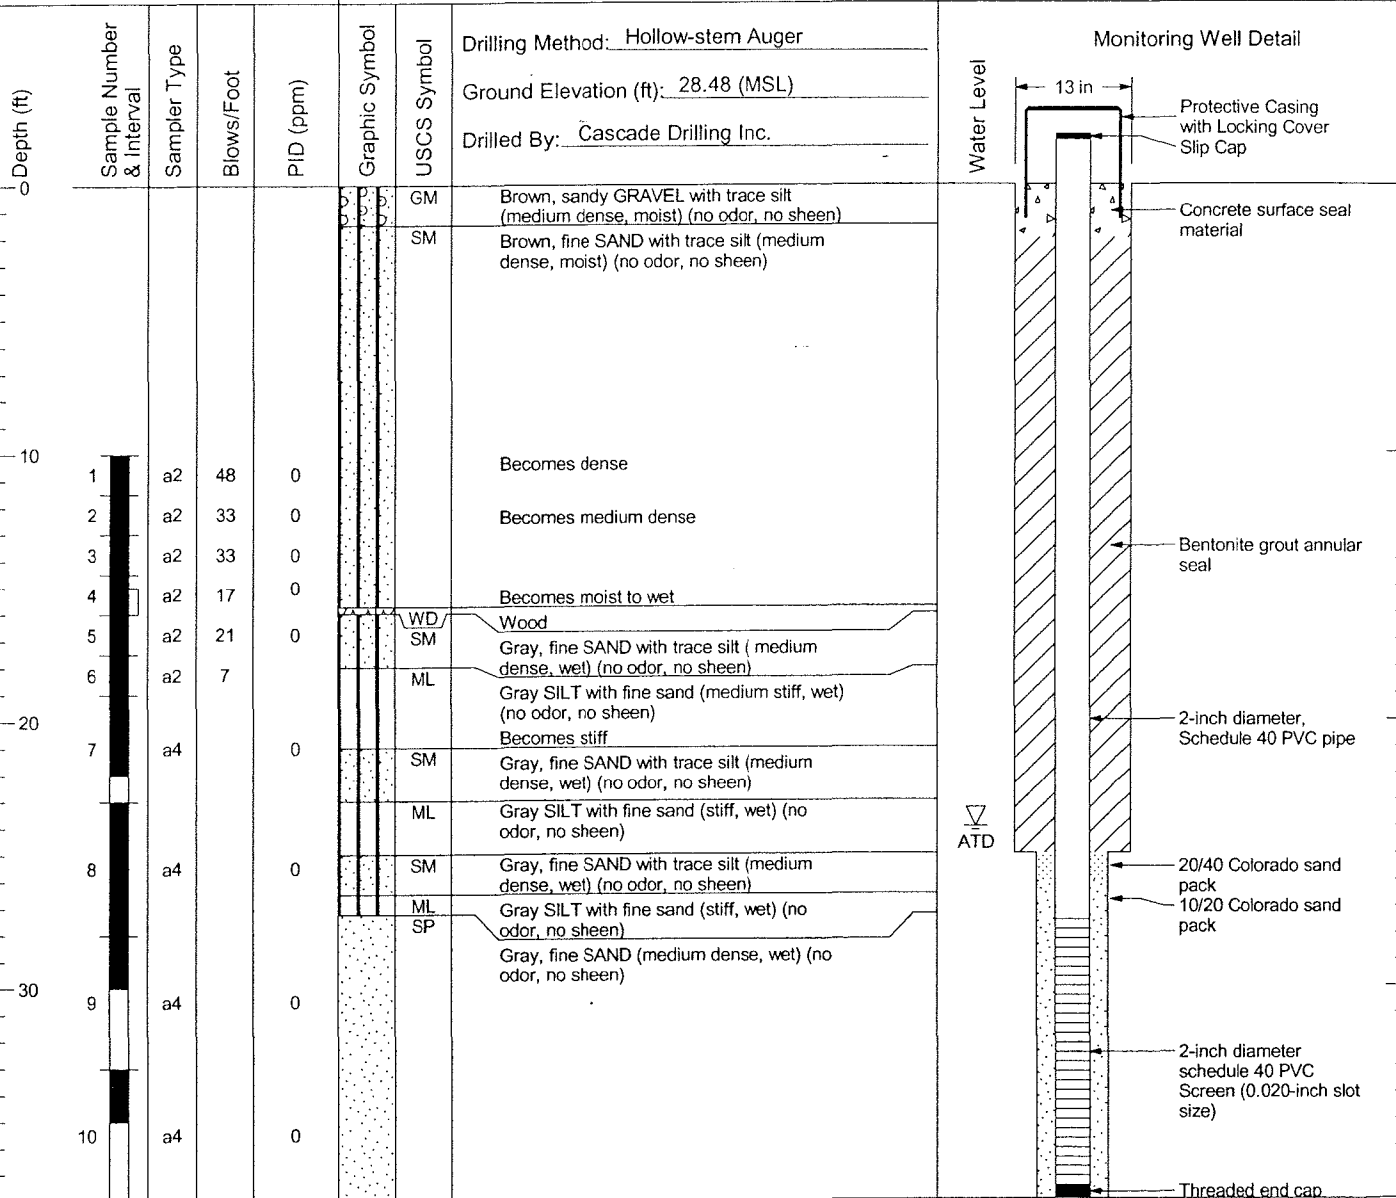 Depth (ft)
Sample Number
& Interval
Sampler Type
Blows/Foot
PID (ppm)
Graphic Symbol
USCS Symbol
Drilling Method: Hollow-stem Auger
Ground Elevation (ft): 28.48 (MSL)
Drilled By: Cascade Drilling Inc.
Water Level
Monitoring Well Detail
13 in
Protective Casing
with Locking Cover
Slip Cap
0
GM
Brown, sandy GRAVEL with trace silt
(medium dense, moist) (no odor, no sheen)
Concrete surface seal
material
SM
Brown, fine SAND with trace silt (medium
dense, moist) (no odor, no sheen)
10
1 a2 48 0
Becomes dense
2 a2 33 0
Becomes medium dense
3 a2 33 0
Bentonite grout annular
seal
4 a2 17 0
Becomes moist to wet
WD
Wood
5 a2 21 0
SM
Gray, fine SAND with trace silt ( medium
dense, wet) (no odor, no sheen)
6 a2 7
ML
Gray SILT with fine sand (medium stiff, wet)
(no odor, no sheen)
20
2-inch diameter,
Schedule 40 PVC pipe
Becomes stiff
7 a4 0
SM
Gray, fine SAND with trace silt (medium
dense, wet) (no odor, no sheen)
ML
Gray SILT with fine sand (stiff, wet) (no
odor, no sheen)
ATD
8 a4 0
SM
Gray, fine SAND with trace silt (medium
dense, wet) (no odor, no sheen)
20/40 Colorado sand
pack
10/20 Colorado sand
pack
ML
Gray SILT with fine sand (stiff, wet) (no
odor, no sheen)
SP
Gray, fine SAND (medium dense, wet) (no
odor, no sheen)
30
9 a4 0
2-inch diameter
schedule 40 PVC
Screen (0.020-inch slot
size)
10 a4 0
Threaded end cap